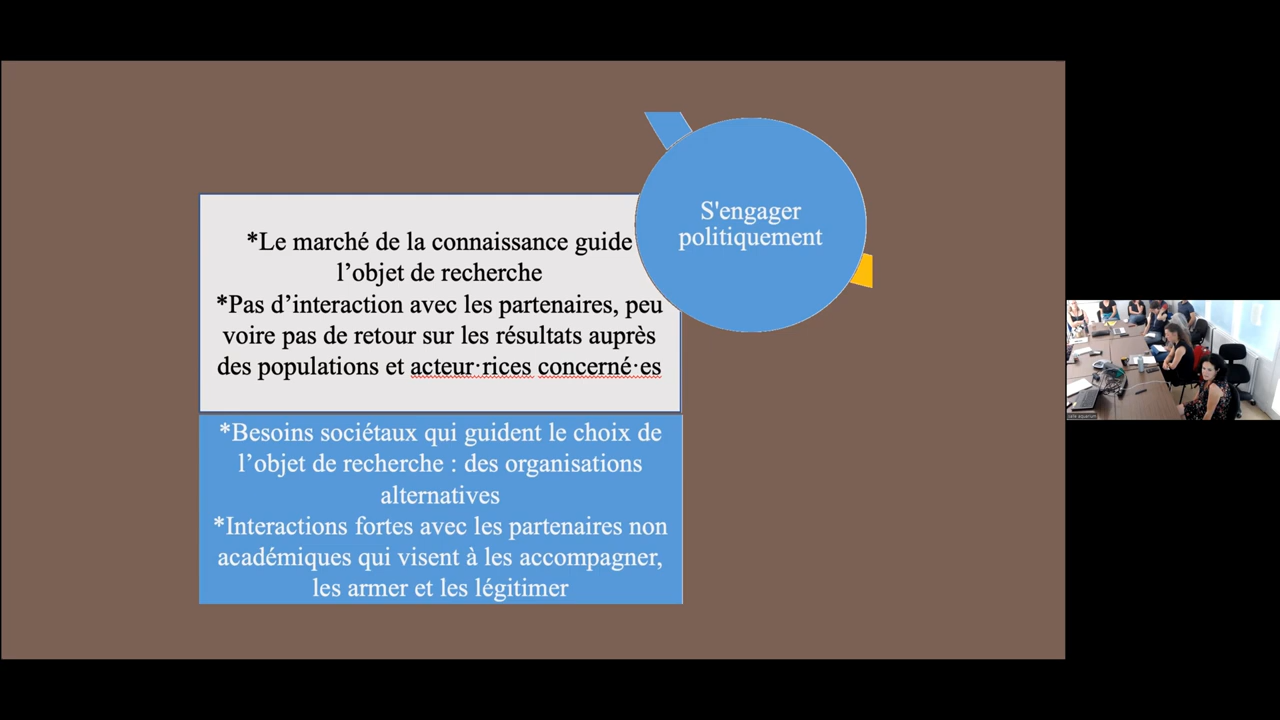 S'engager
politiquement
*Le marché de la connaissance guide
l’objet de recherche
*Pas d’interaction avec les partenaires, peu
voire pas de retour sur les résultats auprès
des populations et acteur·rices concerné·es
*Besoins sociétaux qui guident le choix de
l’objet de recherche : des organisations
alternatives
*Interactions fortes avec les partenaires non
académiques qui visent à les accompagner,
les armer et les légitimer